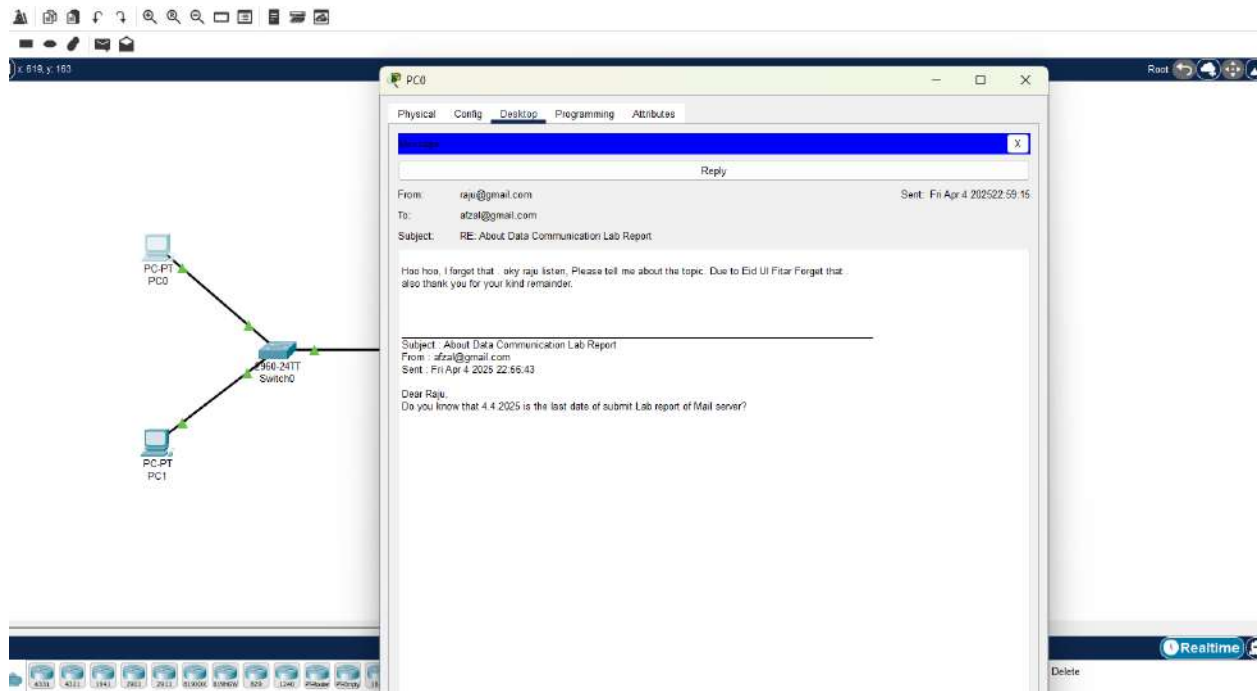 x: 619, y: 163
Root
PC0
Physical Config Desktop Programming Attributes
Message
X
Reply
From: raju@gmail.com
Sent: Fri Apr 4 202522:59:15
To: afzal@gmail.com
Subject: RE: About Data Communication Lab Report
Hoo hoo, I forget that . oky raju listen, Please tell me about the topic. Due to Eid Ul Fitar Forget that
also thank you for your kind remainder.
Subject : About Data Communication Lab Report
From : afzal@gmail.com
Sent : Fri Apr 4 2025 22:56:43
Dear Raju,
Do you know that 4.4.2025 is the last date of submit Lab report of Mail server?
PC-PT
PC0
2960-24TT
Switch0
PC-PT
PC1
Realtime
4331 4321 1941 2901 2911 819IOX 819HGW 829 1240 PT-Router PT-Empty
Delete